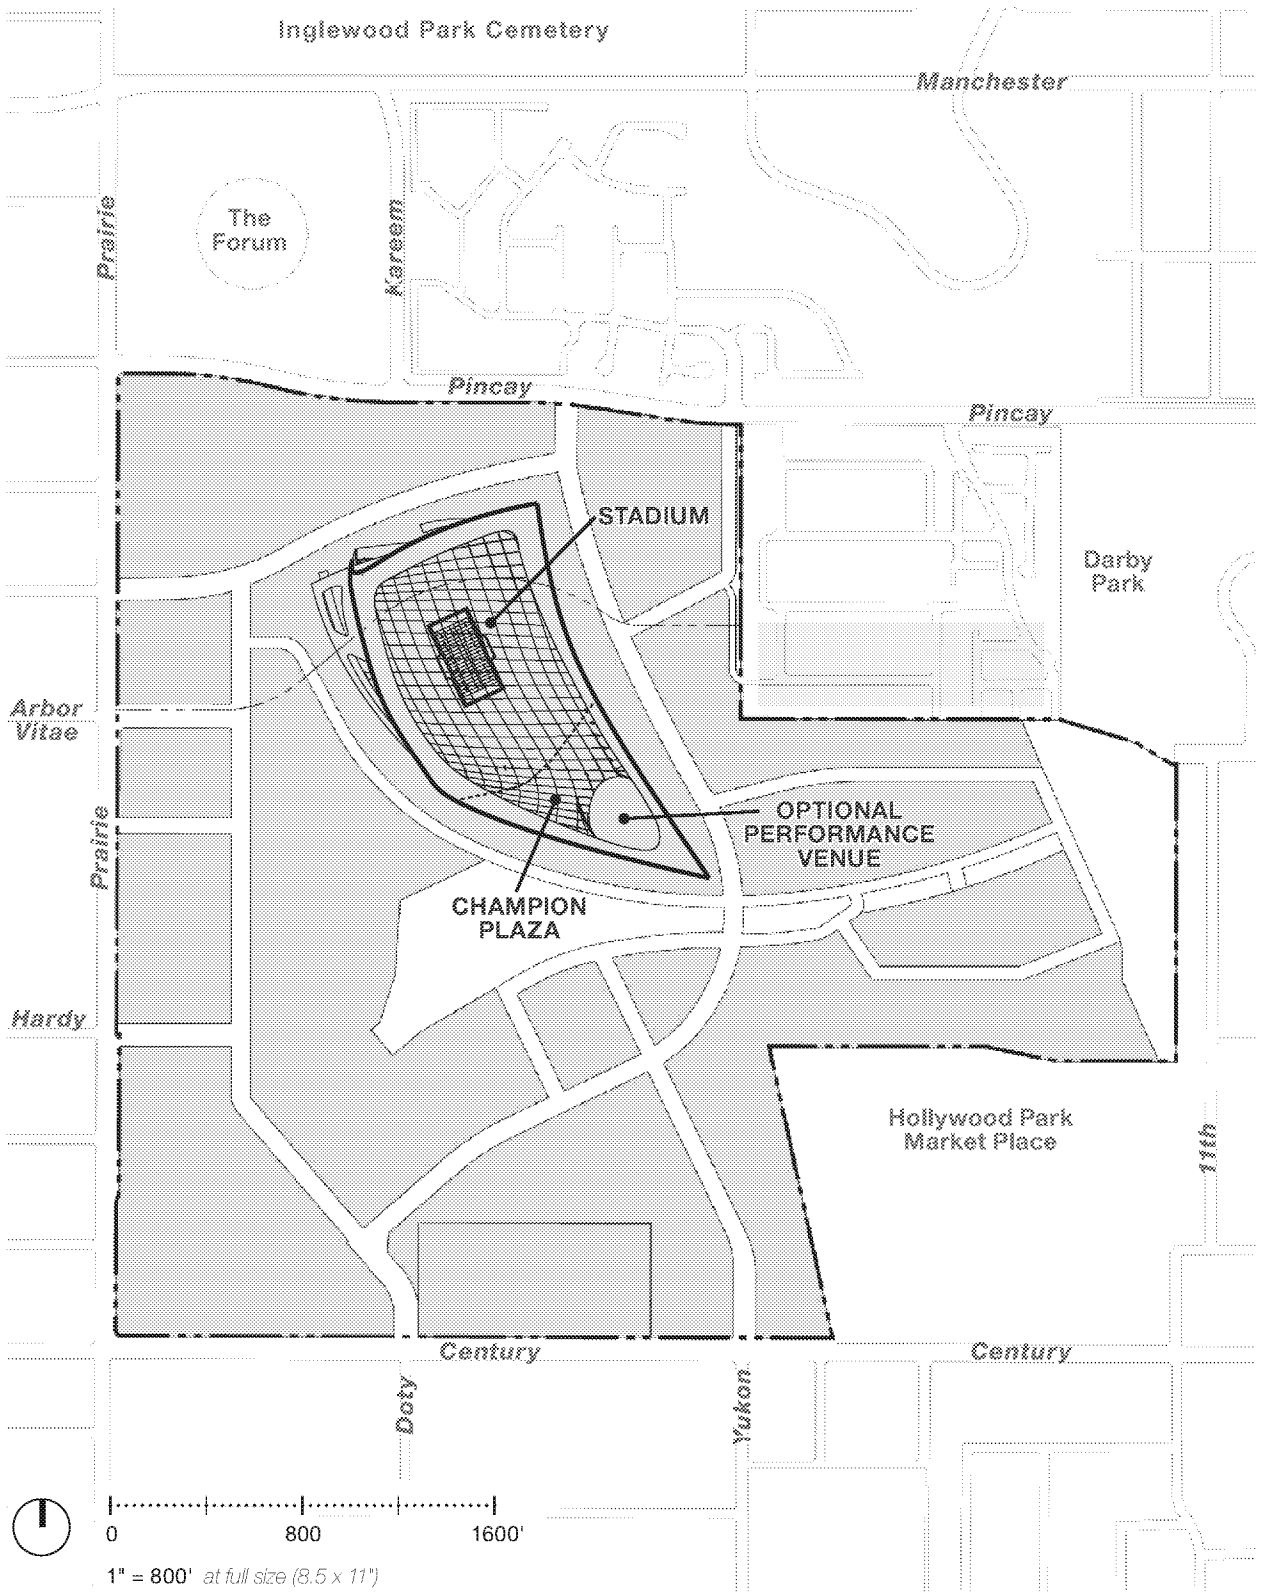 Inglewood Park Cemetery
Manchester
The
Forum
Prairie
Kareem
Pincay
Pincay
STADIUM
Darby
Park
Arbor
Vitae
Prairie
OPTIONAL
PERFORMANCE
VENUE
CHAMPION
PLAZA
Hardy
Hollywood Park
Market Place
11th
Century
Century
Doty
Yukon
0
800
1600'
1" = 800' at full size (8.5 x 11")